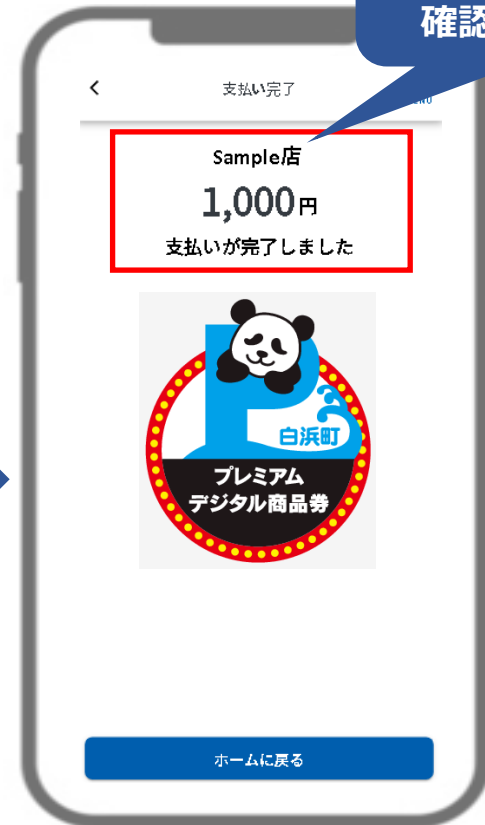 確認
支払い完了
Sample店
1,000円
支払いが完了しました
白浜町
プレミアム
デジタル商品券
ホームに戻る